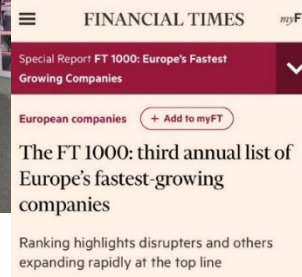 FINANCIAL TIMES
myF
Special Report FT 1000: Europe's Fastest
Growing Companies
European companies
+ Add to myFT
The FT 1000: third annual list of
Europe's fastest-growing
companies
Ranking highlights disrupters and others
expanding rapidly at the top line